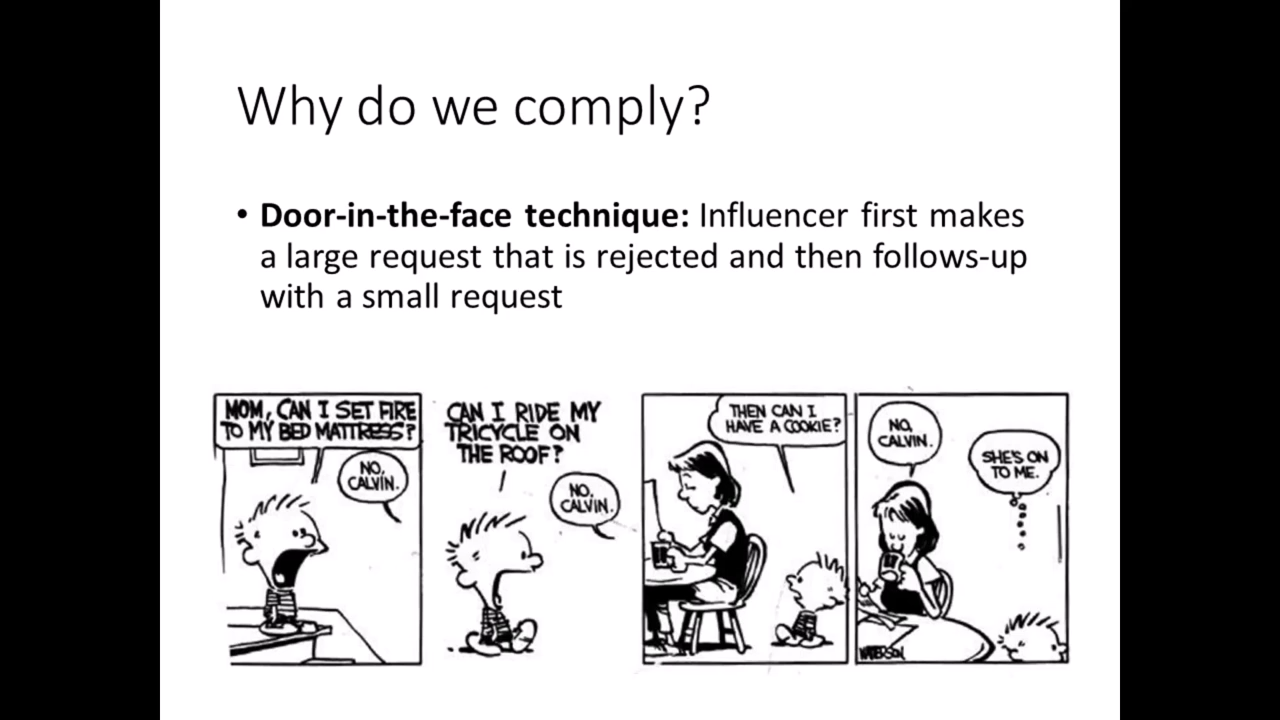 Why do we comply?
• Door-in-the-face technique: Influencer first makes
a large request that is rejected and then follows-up
with a small request
MOM, CAN I SET FIRE
TO MY BED MATTRESS?
NO,
CALVIN.
CAN I RIDE MY
TRICYCLE ON
THE ROOF?
NO,
CALVIN.
THEN CAN I
HAVE A COOKIE?
NO,
CALVIN.
SHE'S ON
TO ME.
WATTERSON